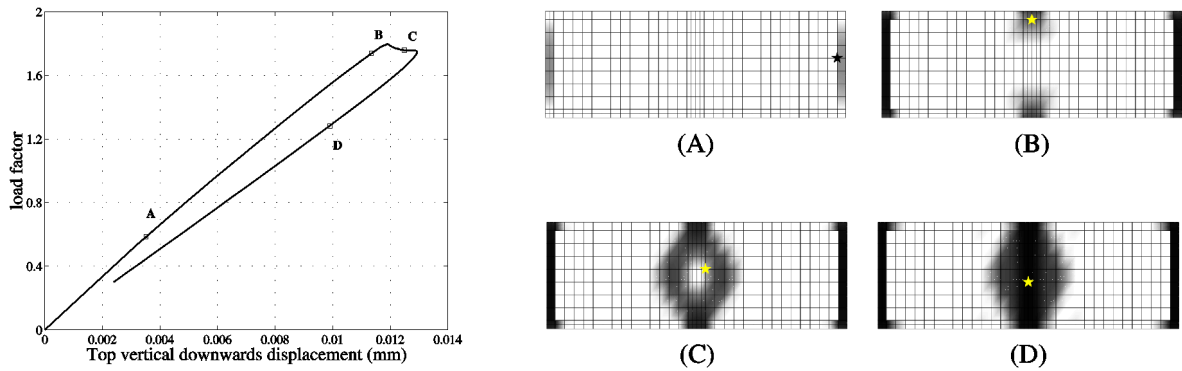 2
1.6
1.2
0.8
0.4
0
load factor
A
B
C
D
0 0.002 0.004 0.006 0.008 0.01 0.012 0.014
Top vertical downwards displacement (mm)
(A)
(B)
(C)
(D)